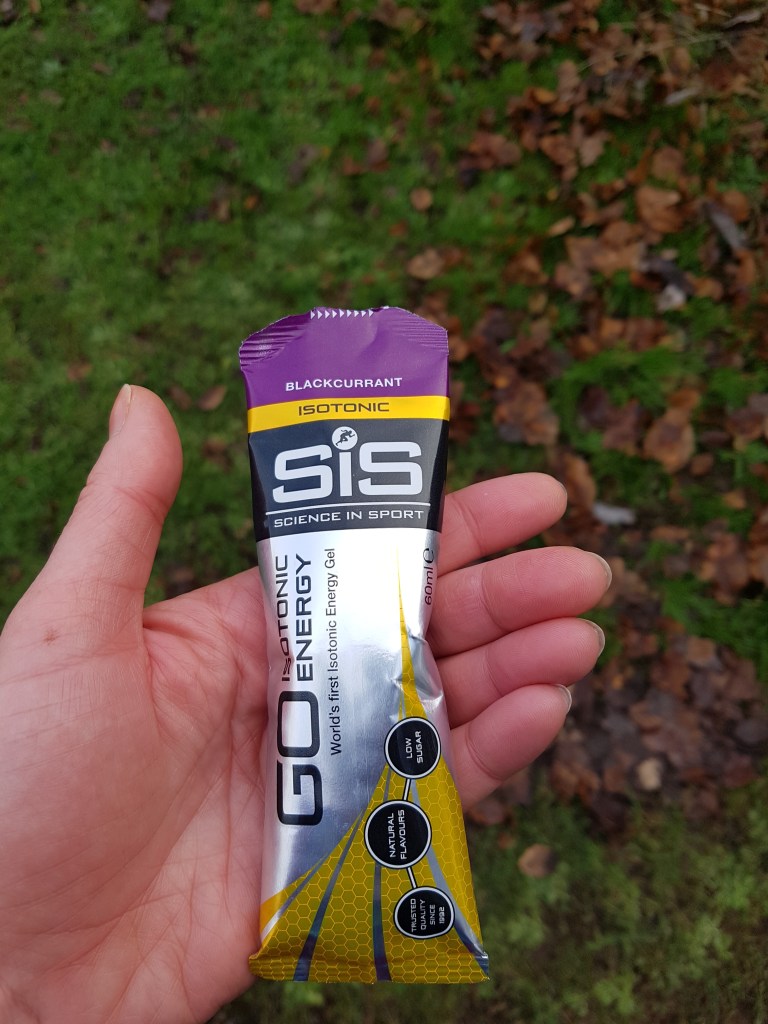 BLACKCURRANT
ISOTONIC
SiS
SCIENCE IN SPORT
GO ISOTONIC
ENERGY
World's first Isotonic Energy Gel
60ml e
LOW
SUGAR
NATURAL
FLAVOURS
TRUSTED
QUALITY
SINCE
1992